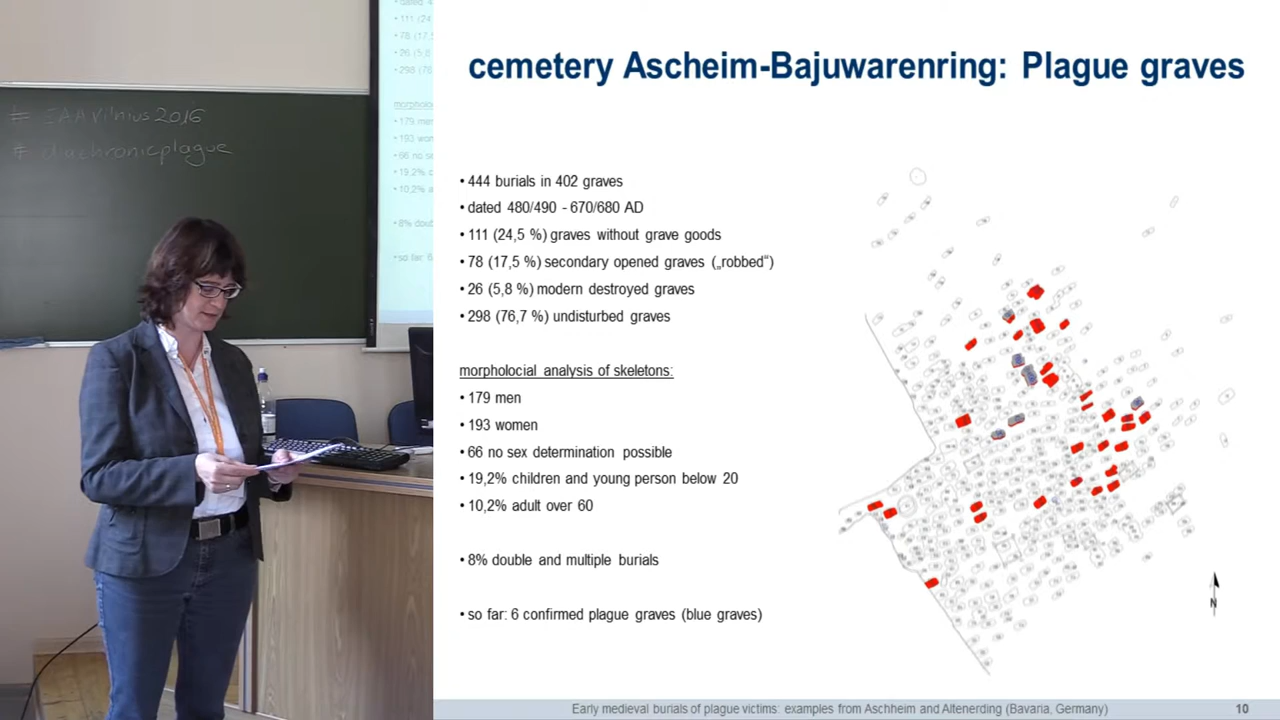 # EAAVilnius2016
# diachronicplague
cemetery Ascheim-Bajuwarenring: Plague graves
• 444 burials in 402 graves
• dated 480/490 - 670/680 AD
• 111 (24,5 %) graves without grave goods
• 78 (17,5 %) secondary opened graves („robbed“)
• 26 (5,8 %) modern destroyed graves
• 298 (76,7 %) undisturbed graves
morpholocial analysis of skeletons:
• 179 men
• 193 women
• 66 no sex determination possible
• 19,2% children and young person below 20
• 10,2% adult over 60
• 8% double and multiple burials
• so far: 6 confirmed plague graves (blue graves)
N
Early medieval burials of plague victims: examples from Aschheim and Altenerding (Bavaria, Germany)
10